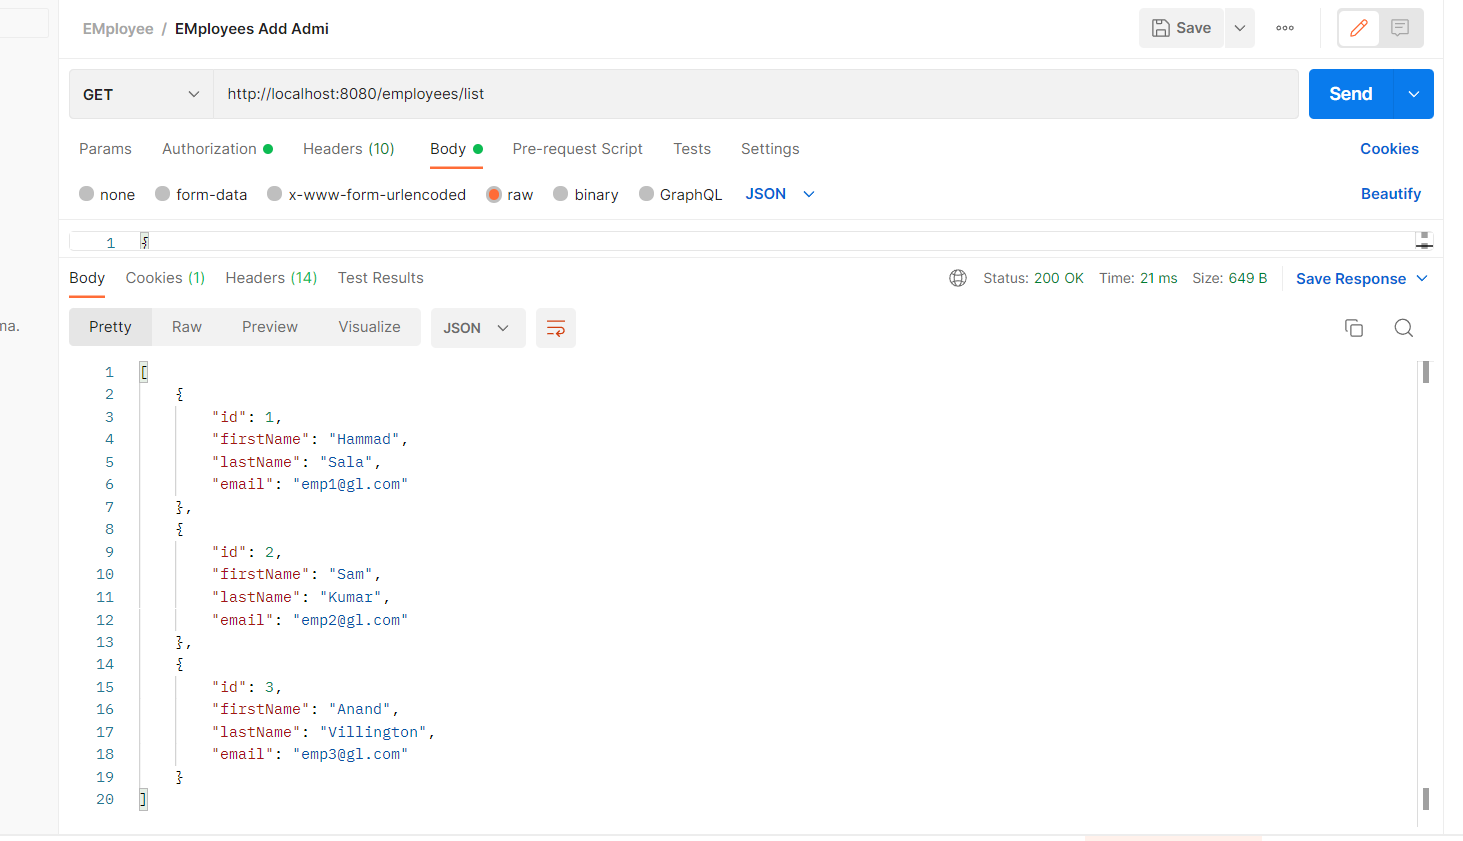 EMployee / EMployees Add Admi
Save
GET http://localhost:8080/employees/list Send
Params Authorization Headers (10) Body Pre-request Script Tests Settings Cookies
none form-data x-www-form-urlencoded raw binary GraphQL JSON Beautify
1 {
Body Cookies (1) Headers (14) Test Results Status: 200 OK Time: 21 ms Size: 649 B Save Response
ma.
Pretty Raw Preview Visualize JSON
1 [
2 {
3 "id": 1,
4 "firstName": "Hammad",
5 "lastName": "Sala",
6 "email": "emp1@gl.com"
7 },
8 {
9 "id": 2,
10 "firstName": "Sam",
11 "lastName": "Kumar",
12 "email": "emp2@gl.com"
13 },
14 {
15 "id": 3,
16 "firstName": "Anand",
17 "lastName": "Villington",
18 "email": "emp3@gl.com"
19 }
20 ]